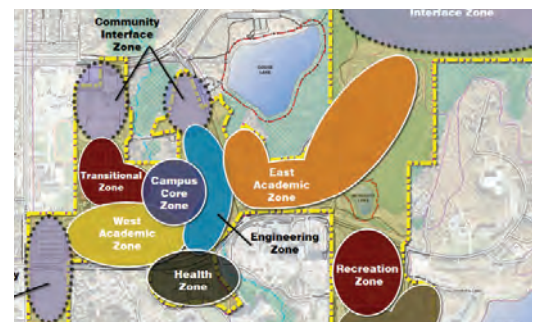 Community
Interface
Zone
Interface Zone
Transitional
Zone
Campus
Core
Zone
East
Academic
Zone
West
Academic
Zone
Engineering
Zone
Health
Zone
Recreation
Zone